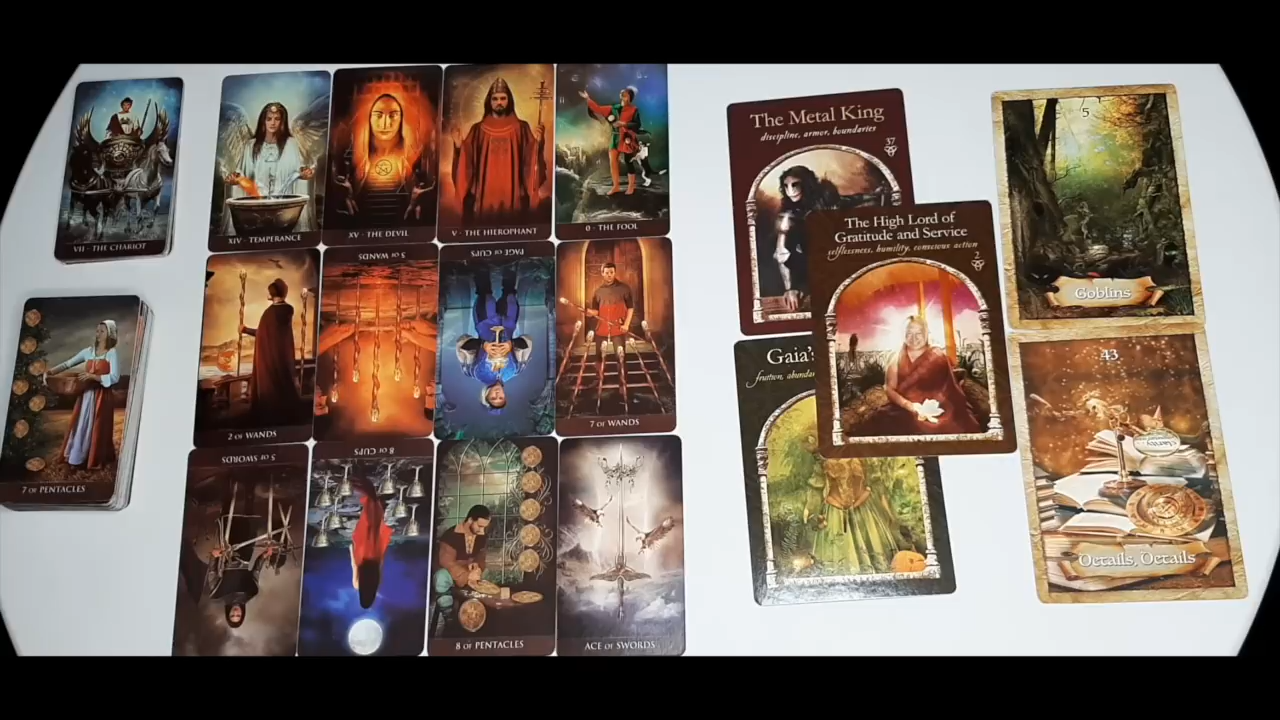 VII · THE CHARIOT
7 OF PENTACLES
XIV · TEMPERANCE
XV · THE DEVIL
V · THE HIEROPHANT
0 · THE FOOL
2 OF WANDS
5 OF WANDS
PAGE OF CUPS
7 OF WANDS
5 OF SWORDS
8 OF CUPS
8 OF PENTACLES
ACE OF SWORDS
The Metal King
discipline, armor, boundaries
37
The High Lord of
Gratitude and Service
selflessness, humility, conscious action
2
Gaia's
fruition,
5
Goblins
43
Details, Details